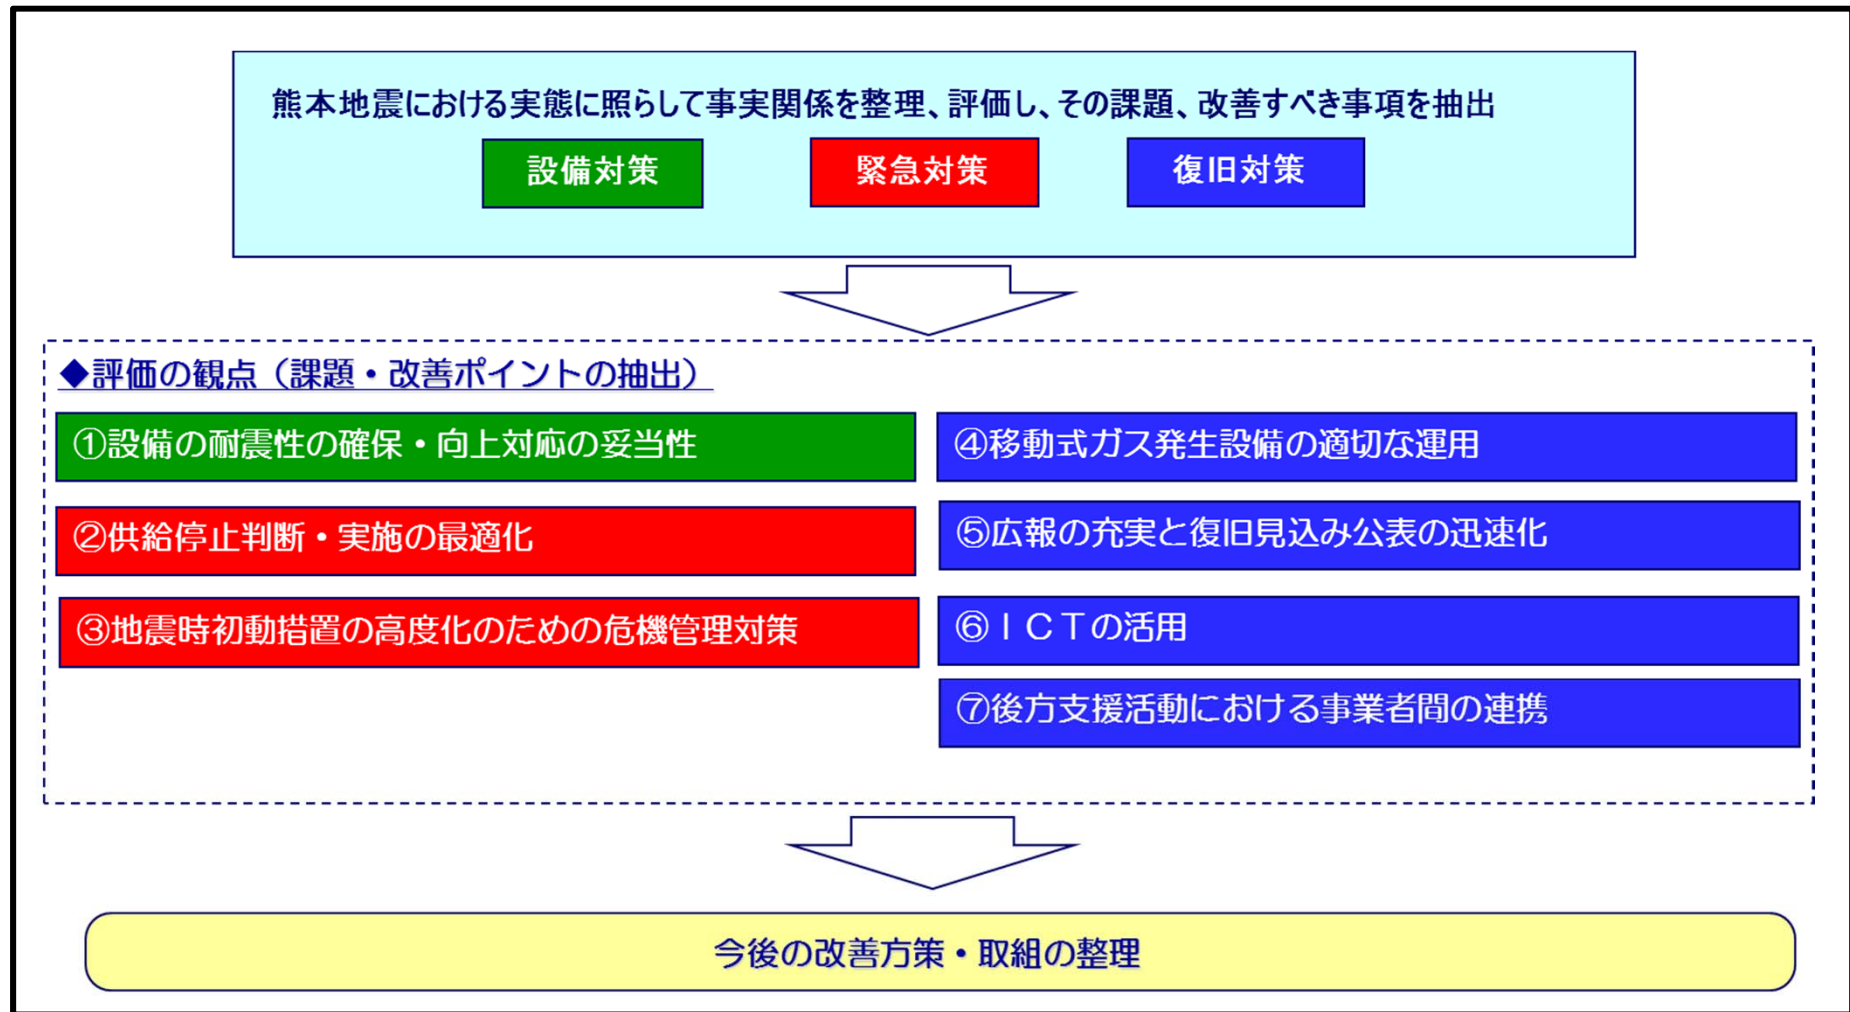 熊本地震における実態に照らして事実関係を整理、評価し、その課題、改善すべき事項を抽出
設備対策
緊急対策
復旧対策
◆評価の観点（課題・改善ポイントの抽出）
①設備の耐震性の確保・向上対応の妥当性
②供給停止判断・実施の最適化
③地震時初動措置の高度化のための危機管理対策
④移動式ガス発生設備の適切な運用
⑤広報の充実と復旧見込み公表の迅速化
⑥ＩＣＴの活用
⑦後方支援活動における事業者間の連携
今後の改善方策・取組の整理